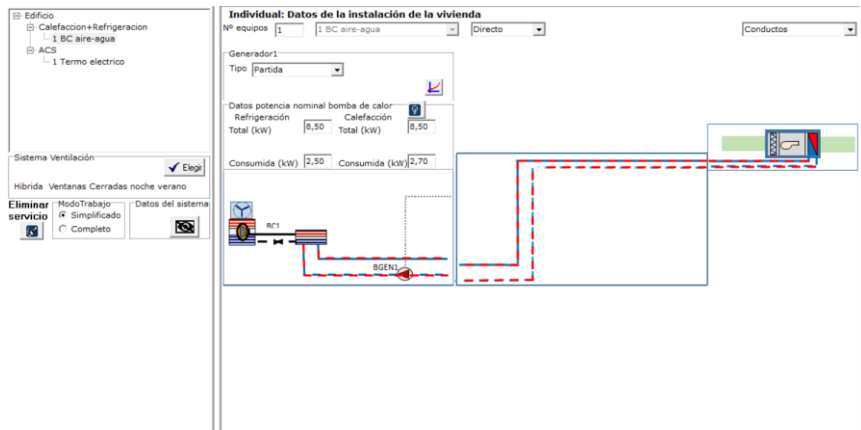 Edificio
Calefaccion+Refrigeracion
1 BC aire-agua
ACS
1 Termo electrico
Sistema Ventilación
Elegir
Hibrida Ventanas Cerradas noche verano
Eliminar servicio
ModoTrabajo
Simplificado
Completo
Datos del sistema
Individual: Datos de la instalación de la vivienda
Nº equipos 1 1 BC aire-agua Directo Conductos
Generador1
Tipo Partida
Datos potencia nominal bomba de calor
Refrigeración Calefacción
Total (kW) 8,50 Total (kW) 8,50
Consumida (kW) 2,50 Consumida (kW) 2,70
BC1
BGEN1